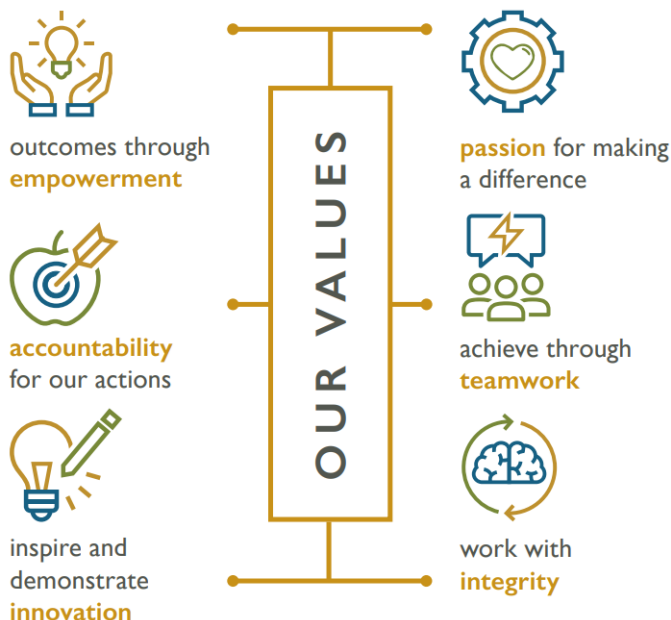 outcomes through
empowerment
accountability
for our actions
inspire and
demonstrate
innovation
OUR VALUES
passion for making
a difference
achieve through
teamwork
work with
integrity